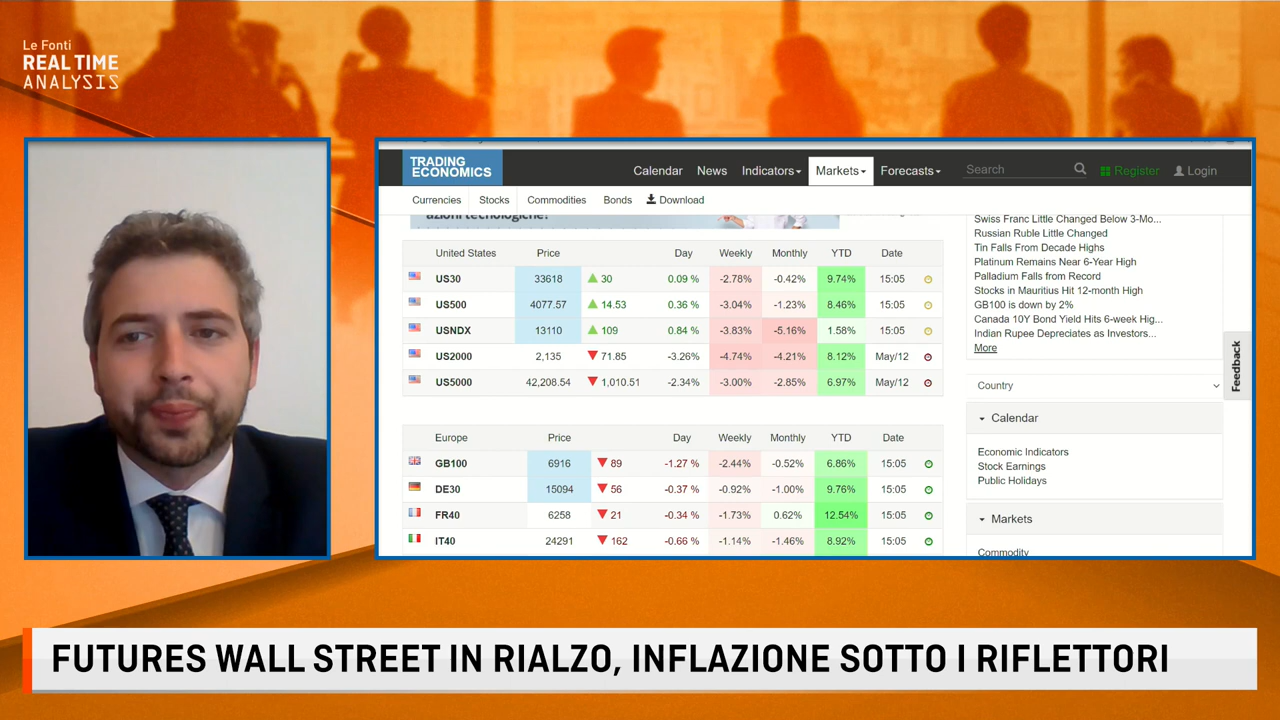 Le Fonti
REAL TIME
ANALYSIS
TRADING
ECONOMICS
Calendar News Indicators Markets Forecasts Search Register Login
Currencies Stocks Commodities Bonds Download
azioni tecnologiche?
United States Price Day Weekly Monthly YTD Date
US30 33618 30 0.09 % -2.78% -0.42% 9.74% 15:05
US500 4077.57 14.53 0.36 % -3.04% -1.23% 8.46% 15:05
USNDX 13110 109 0.84 % -3.83% -5.16% 1.58% 15:05
US2000 2,135 71.85 -3.26% -4.74% -4.21% 8.12% May/12
US5000 42,208.54 1,010.51 -2.34% -3.00% -2.85% 6.97% May/12
Europe Price Day Weekly Monthly YTD Date
GB100 6916 89 -1.27 % -2.44% -0.52% 6.86% 15:05
DE30 15094 56 -0.37 % -0.92% -1.00% 9.76% 15:05
FR40 6258 21 -0.34 % -1.73% 0.62% 12.54% 15:05
IT40 24291 162 -0.66 % -1.14% -1.46% 8.92% 15:05
Swiss Franc Little Changed Below 3-Mo...
Russian Ruble Little Changed
Tin Falls From Decade Highs
Platinum Remains Near 6-Year High
Palladium Falls from Record
Stocks in Mauritius Hit 12-month High
GB100 is down by 2%
Canada 10Y Bond Yield Hits 6-week Hig...
Indian Rupee Depreciates as Investors...
More
Feedback
Country
Calendar
Economic Indicators
Stock Earnings
Public Holidays
Markets
Commodity
FUTURES WALL STREET IN RIALZO, INFLAZIONE SOTTO I RIFLETTORI